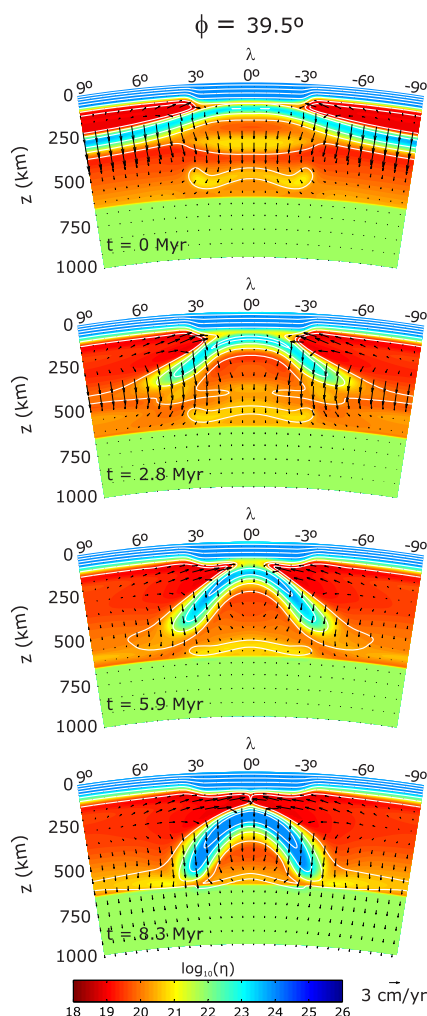 ϕ = 39.5º
λ
9º 6º 3º 0º -3º -6º -9º
0
250
500
750
1000
z (km)
t = 0 Myr
λ
9º 6º 3º 0º -3º -6º -9º
0
250
500
750
1000
z (km)
t = 2.8 Myr
λ
9º 6º 3º 0º -3º -6º -9º
0
250
500
750
1000
z (km)
t = 5.9 Myr
λ
9º 6º 3º 0º -3º -6º -9º
0
250
500
750
1000
z (km)
t = 8.3 Myr
log₁₀(η)
18 19 20 21 22 23 24 25 26
3 cm/yr